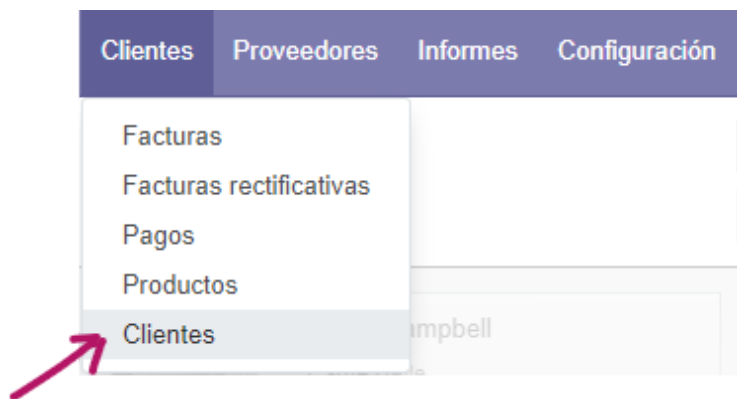 Clientes Proveedores Informes Configuración
Facturas
Facturas rectificativas
Pagos
Productos
Clientes